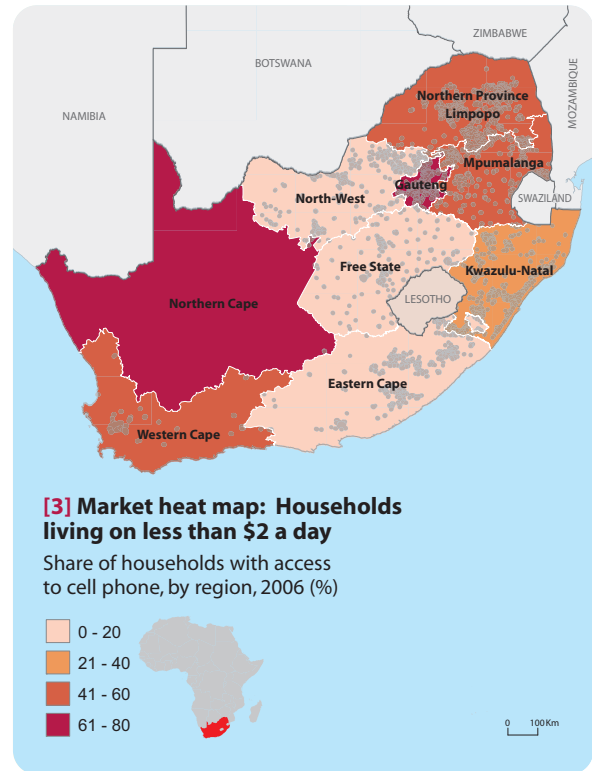 ZIMBABWE
BOTSWANA
MOZAMBIQUE
NAMIBIA
Northern Province
Limpopo
Mpumalanga
Gauteng
North-West
SWAZILAND
Free State
Kwazulu-Natal
LESOTHO
Northern Cape
Eastern Cape
Western Cape
[3] Market heat map: Households
living on less than $2 a day
Share of households with access
to cell phone, by region, 2006 (%)
0 - 20
21 - 40
41 - 60
61 - 80
0 100Km